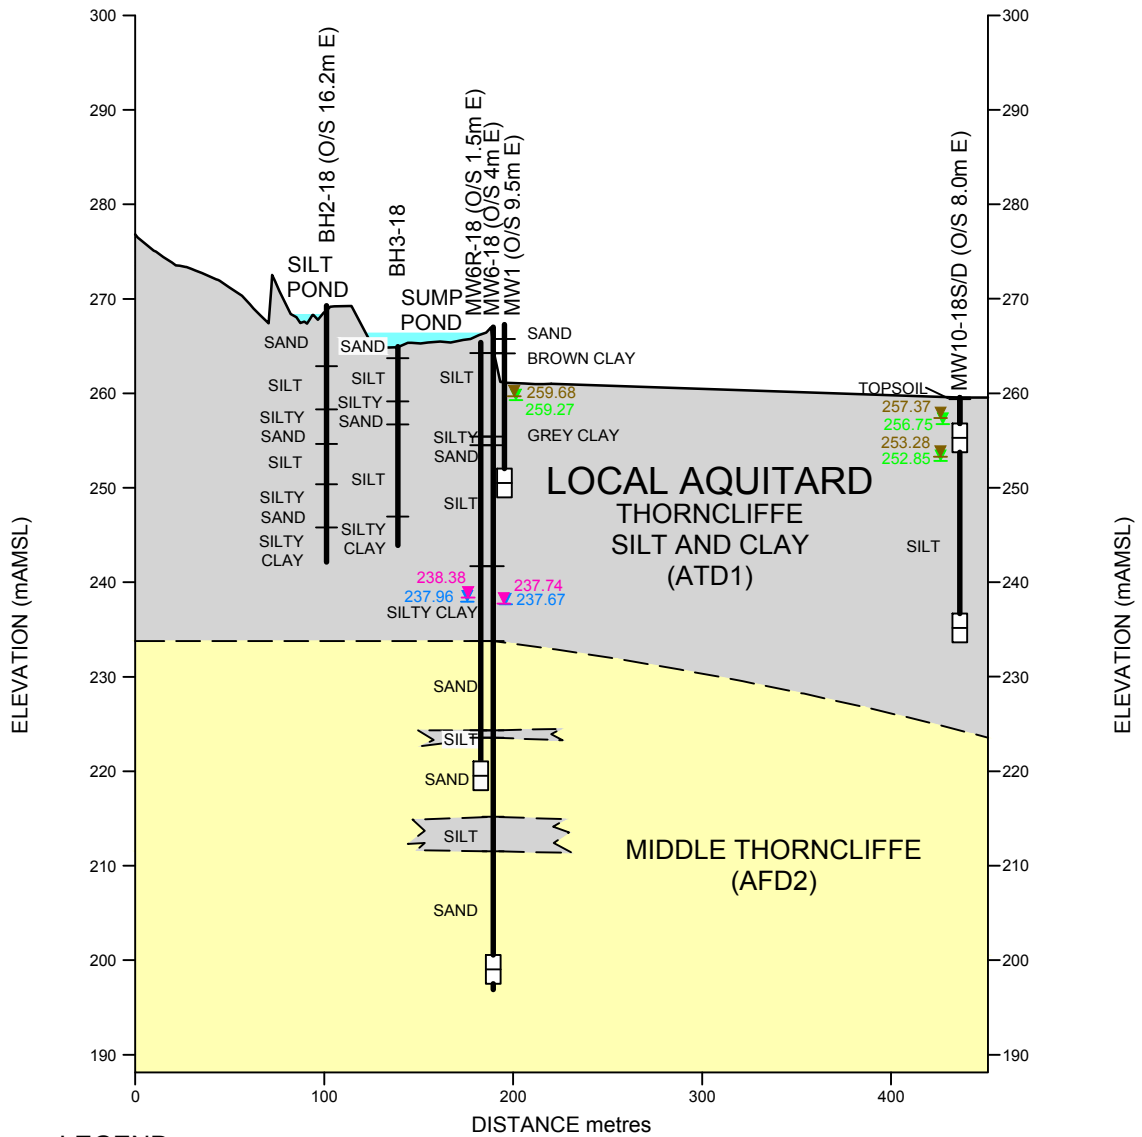 300
290
280
270
260
250
240
230
220
210
200
190
300
290
280
270
260
250
240
230
220
210
200
190
ELEVATION (mAMSL)
ELEVATION (mAMSL)
0
100
200
300
400
DISTANCE metres
BH2-18 (O/S 16.2m E)
BH3-18
MW6R-18 (O/S 1.5m E)
MW6-18 (O/S 4m E)
MW1 (O/S 9.5m E)
MW10-18S/D (O/S 8.0m E)
SILT
POND
SUMP
POND
SAND
SILT
SILTY
SAND
SILT
SILTY
SAND
SILTY
CLAY
SAND
SILT
SILTY
SAND
SILT
SILTY
CLAY
SILT
SILTY
SAND
SILT
238.38
237.96
SILTY CLAY
SAND
SILT
SAND
SILT
SAND
SAND
BROWN CLAY
259.68
259.27
GREY CLAY
237.74
237.67
LOCAL AQUITARD
THORNCLIFFE
SILT AND CLAY
(ATD1)
TOPSOIL
257.37
256.75
253.28
252.85
SILT
MIDDLE THORNCLIFFE
(AFD2)
LEGEND